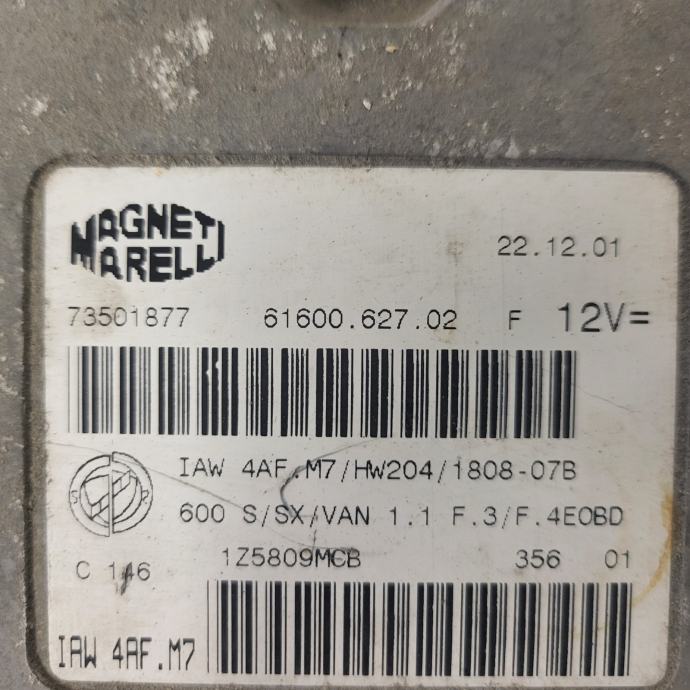 MAGNETI
MARELLI
22.12.01
73501877 61600.627.02 F 12V=
IAW 4AF.M7/HW204/1808-07B
S R
600 S/SX/VAN 1.1 F.3/F.4EOBD
1Z5809MCB 356 01
C 146
IAW 4AF.M7